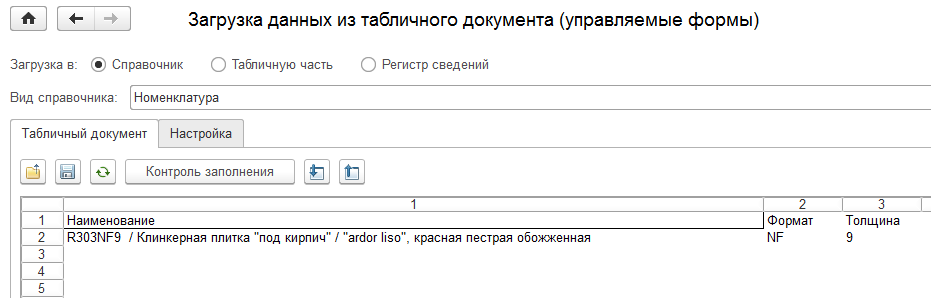 Загрузка данных из табличного документа (управляемые формы)
Загрузка в: Справочник Табличную часть Регистр сведений
Вид справочника: Номенклатура
Табличный документ Настройка
Контроль заполнения
1 2 3
1 Наименование Формат Толщина
2 R303NF9 / Клинкерная плитка "под кирпич" / "ardor liso", красная пестрая обожженная NF 9
3
4
5